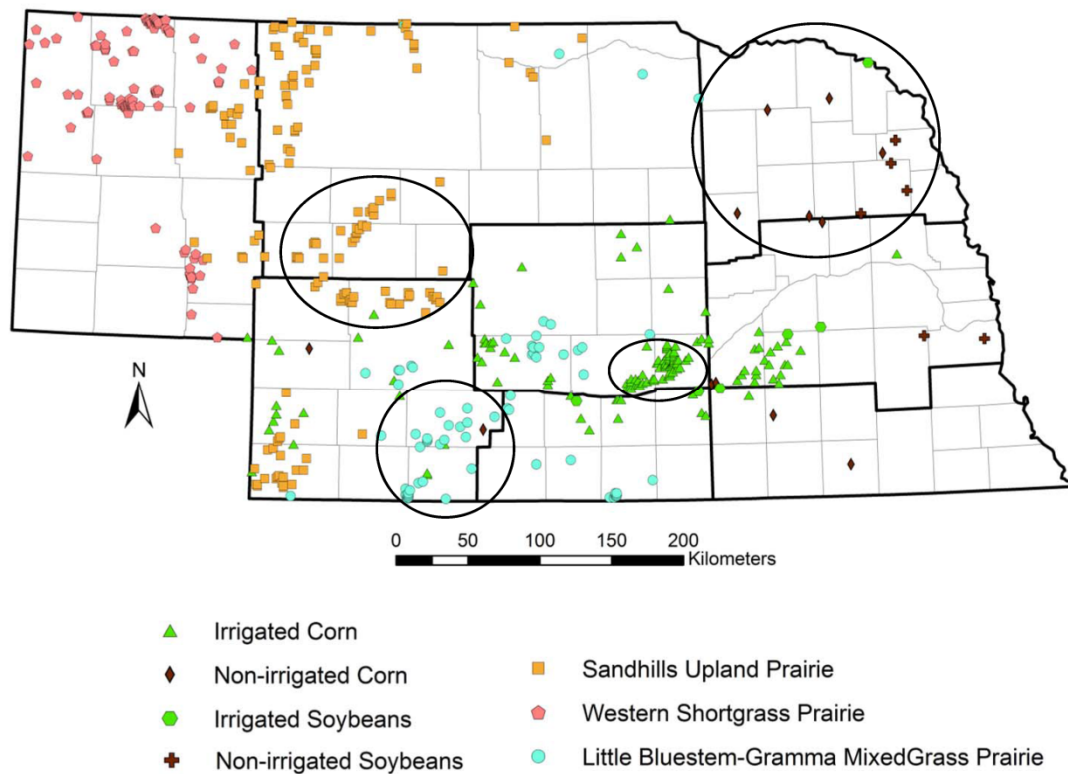 N
0 50 100 150 200
Kilometers
Irrigated Corn
Non-irrigated Corn
Irrigated Soybeans
Non-irrigated Soybeans
Sandhills Upland Prairie
Western Shortgrass Prairie
Little Bluestem-Gramma MixedGrass Prairie